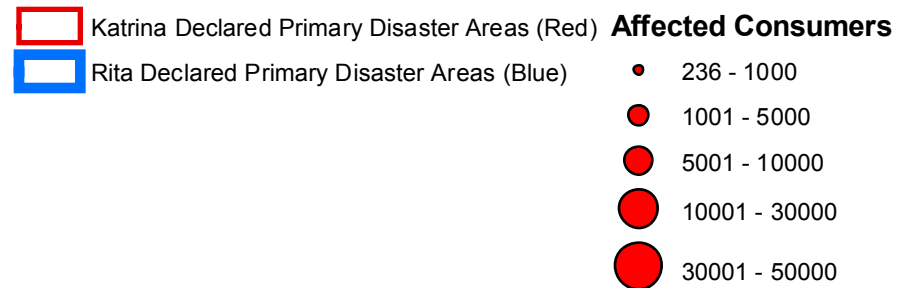 Katrina Declared Primary Disaster Areas (Red)
Rita Declared Primary Disaster Areas (Blue)
Affected Consumers
236 - 1000
1001 - 5000
5001 - 10000
10001 - 30000
30001 - 50000